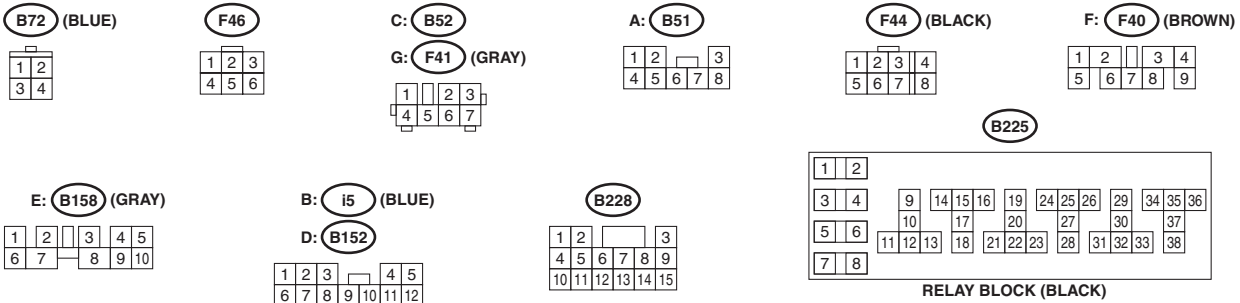 B72 (BLUE)
1 2
3 4
F46
1 2 3
4 5 6
C: B52
G: F41 (GRAY)
1 2 3
4 5 6 7
A: B51
1 2 3
4 5 6 7 8
F44 (BLACK)
1 2 3 4
5 6 7 8
F: F40 (BROWN)
1 2 3 4
5 6 7 8 9
E: B158 (GRAY)
1 2 3 4 5
6 7 8 9 10
B: i5 (BLUE)
D: B152
1 2 3 4 5
6 7 8 9 10 11 12
B228
1 2 3
4 5 6 7 8 9
10 11 12 13 14 15
B225
1 2
3 4 9 14 15 16 19 24 25 26 29 34 35 36
10 17 20 27 30 37
5 6 11 12 13 18 21 22 23 28 31 32 33 38
7 8
RELAY BLOCK (BLACK)